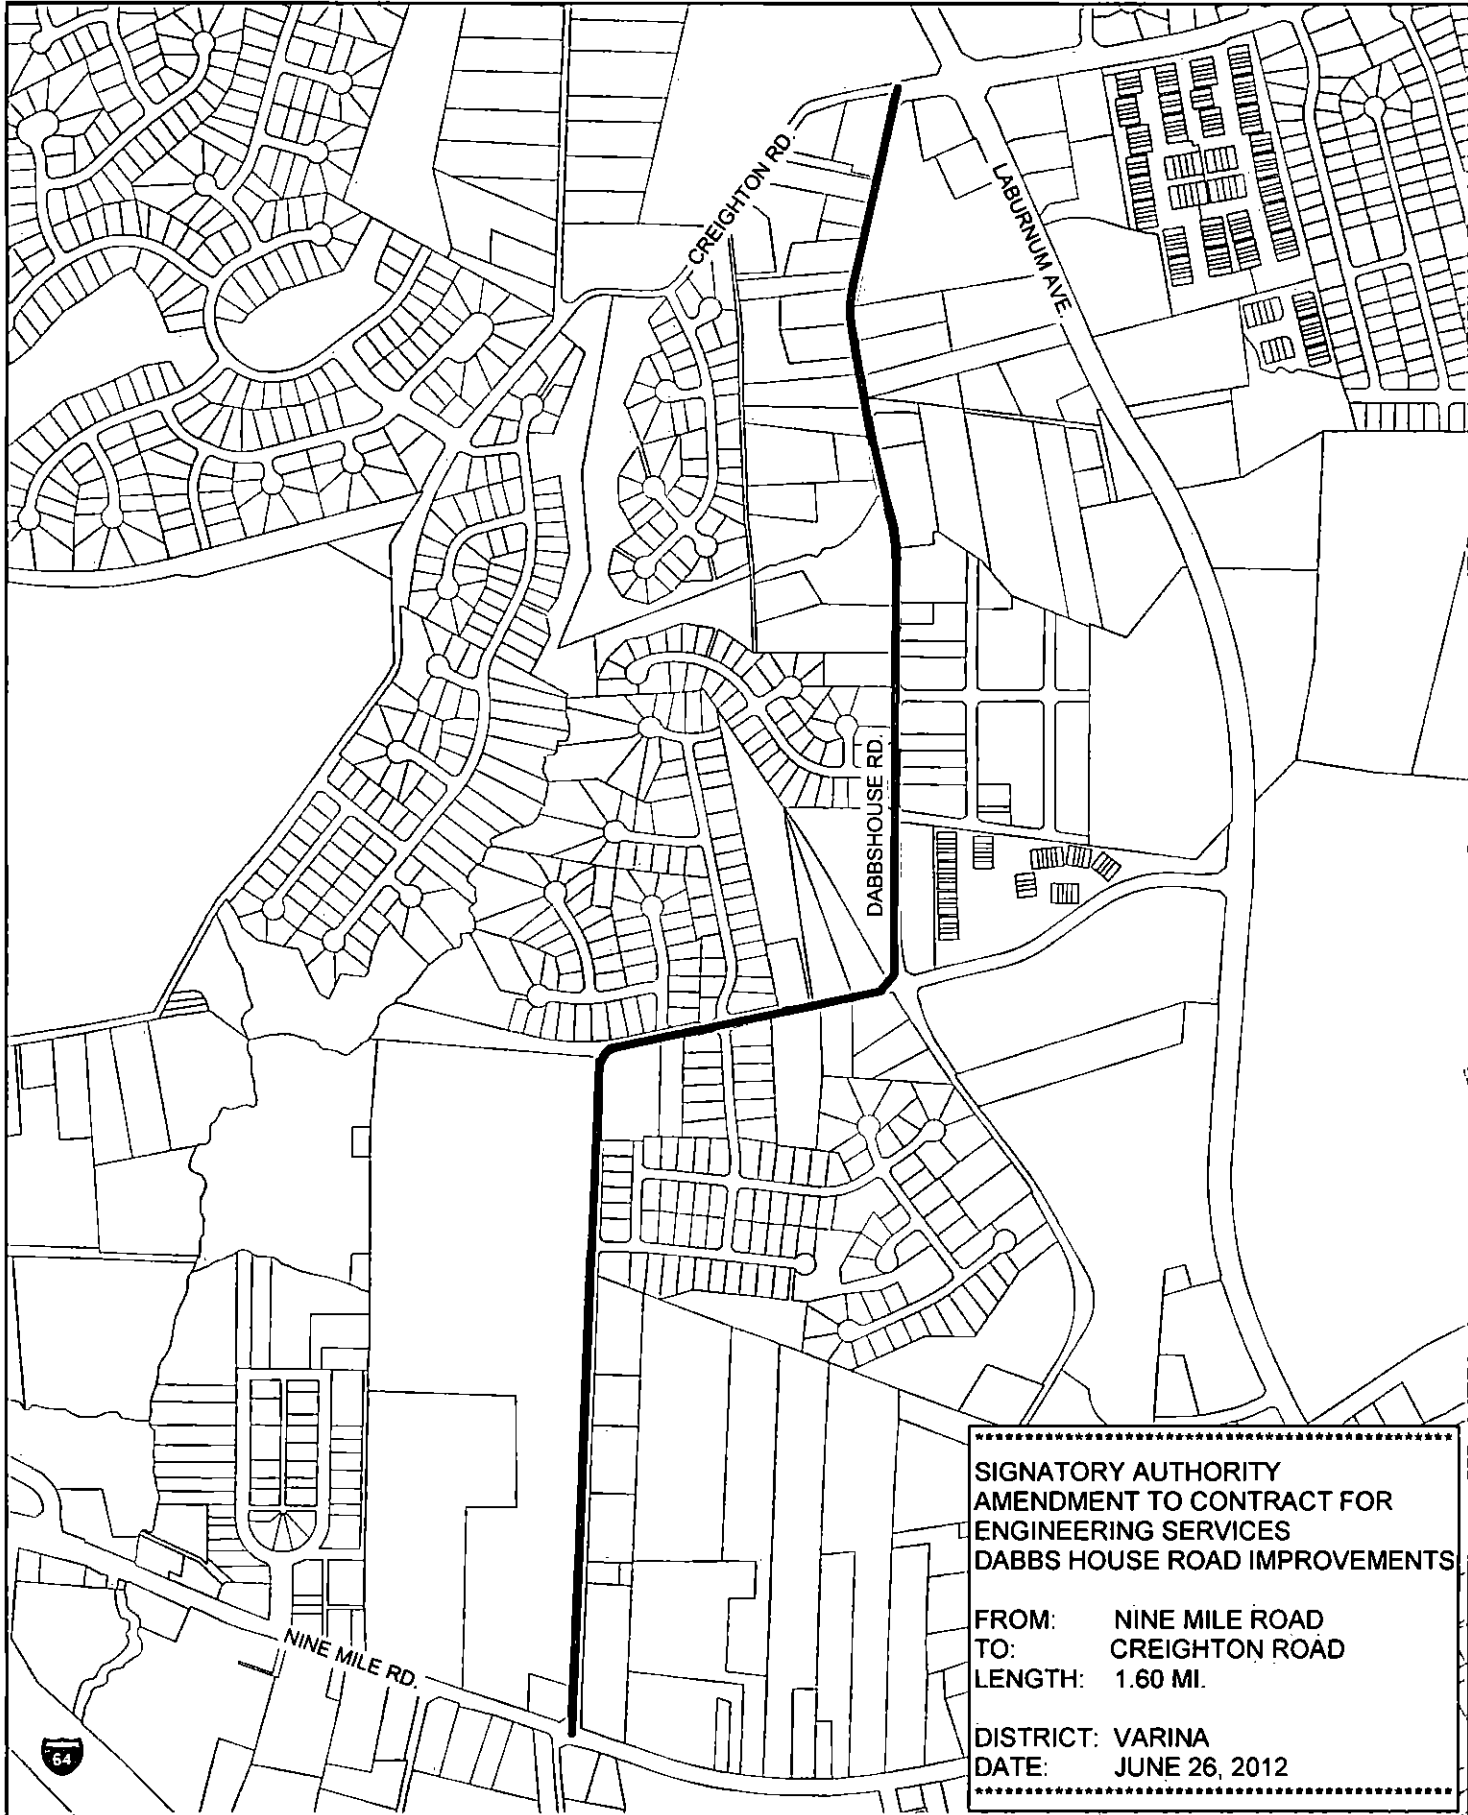 CREIGHTON RD.
LABURNUM AVE.
DABBSHOUSE RD.
NINE MILE RD.
64
SIGNATORY AUTHORITY
AMENDMENT TO CONTRACT FOR
ENGINEERING SERVICES
DABBS HOUSE ROAD IMPROVEMENTS
FROM: NINE MILE ROAD
TO: CREIGHTON ROAD
LENGTH: 1.60 MI.
DISTRICT: VARINA
DATE: JUNE 26, 2012